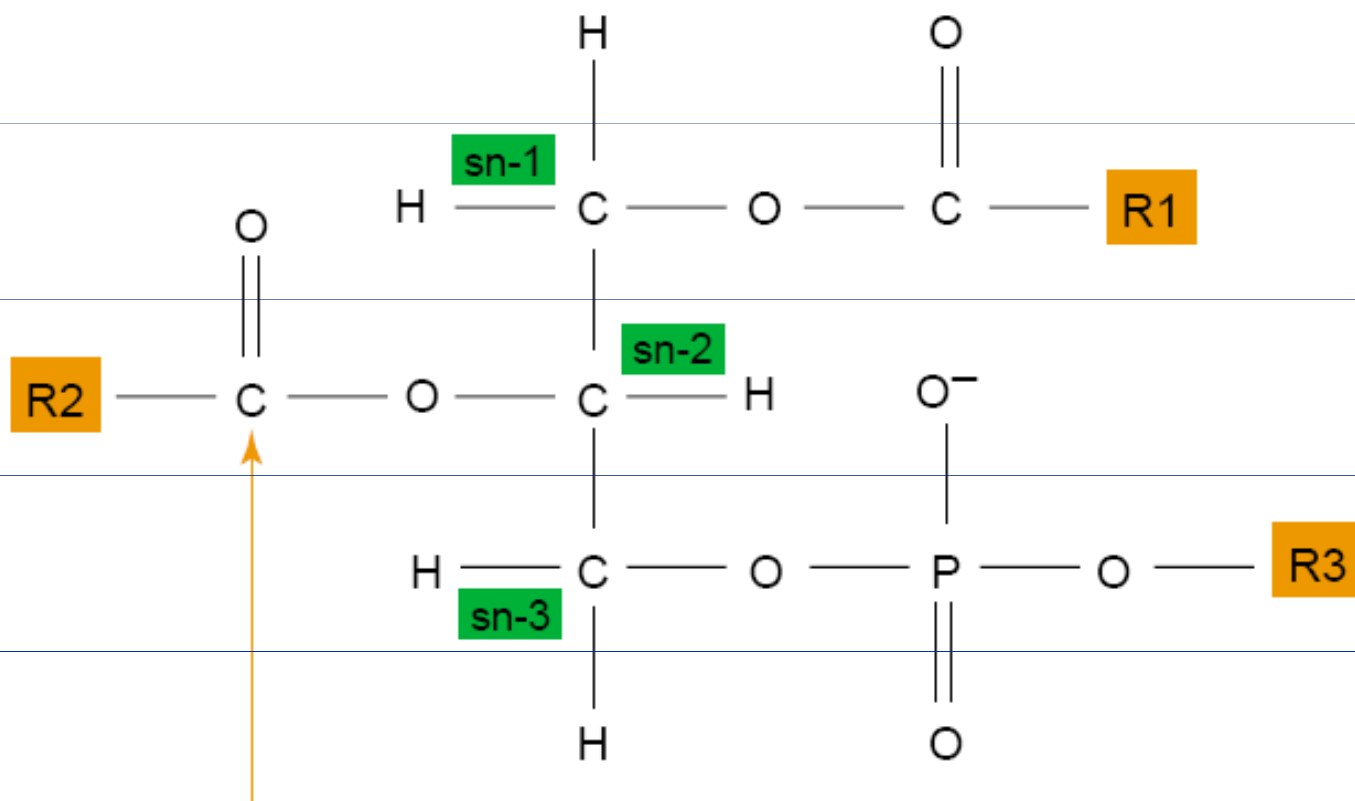 H O
sn-1
H C O C R1
O
sn-2
R2 C O C H O−
H C O P O R3
sn-3
H O